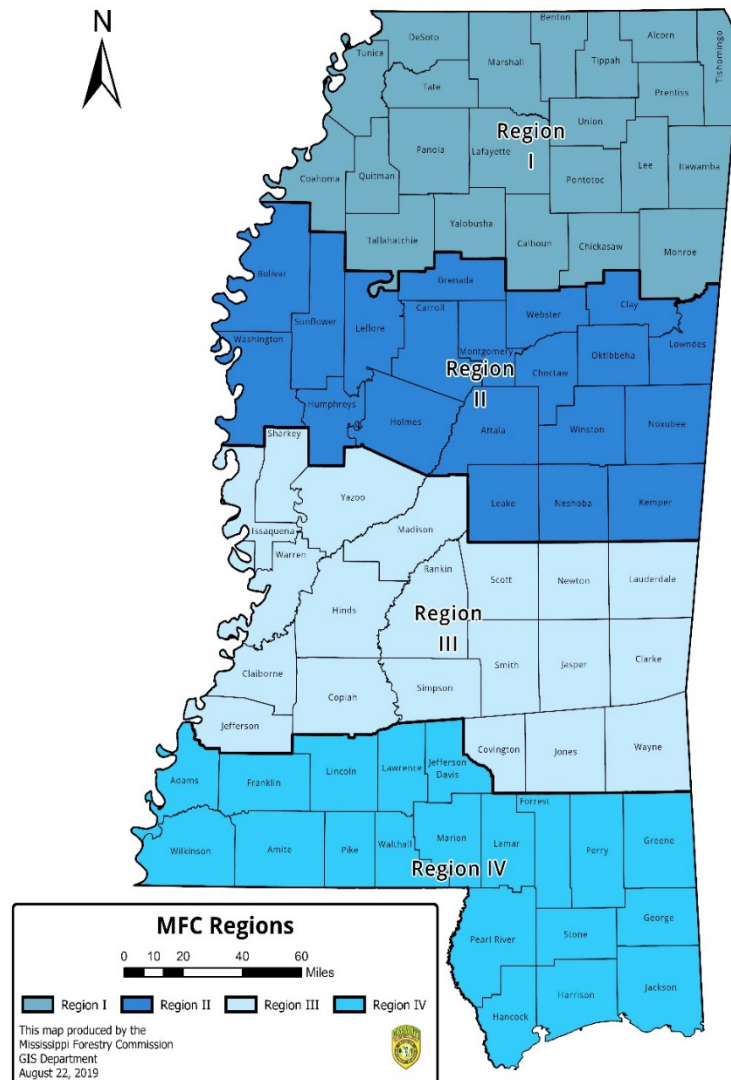 N
DeSoto
Benton
Alcorn
Tishomingo
Tunica
Marshall
Tippah
Tate
Prentiss
Union
Region
I
Panola
Lafayette
Lee
Itawamba
Coahoma
Quitman
Pontotoc
Yalobusha
Tallahatchie
Calhoun
Chickasaw
Monroe
Bolivar
Grenada
Sunflower
Carroll
Webster
Clay
Leflore
Washington
Montgomery
Oktibbeha
Lowndes
Region
II
Choctaw
Humphreys
Holmes
Attala
Winston
Noxubee
Sharkey
Yazoo
Leake
Neshoba
Kemper
Issaquena
Madison
Warren
Rankin
Scott
Newton
Lauderdale
Hinds
Region
III
Smith
Jasper
Clarke
Claiborne
Copiah
Simpson
Jefferson
Covington
Jones
Wayne
Adams
Franklin
Lincoln
Lawrence
Jefferson
Davis
Forrest
Wilkinson
Amite
Pike
Walthall
Marion
Lamar
Perry
Greene
Region IV
Pearl River
Stone
George
Hancock
Harrison
Jackson
MFC Regions
0 10 20 40 60
Miles
Region I Region II Region III Region IV
This map produced by the
Mississippi Forestry Commission
GIS Department
August 22, 2019